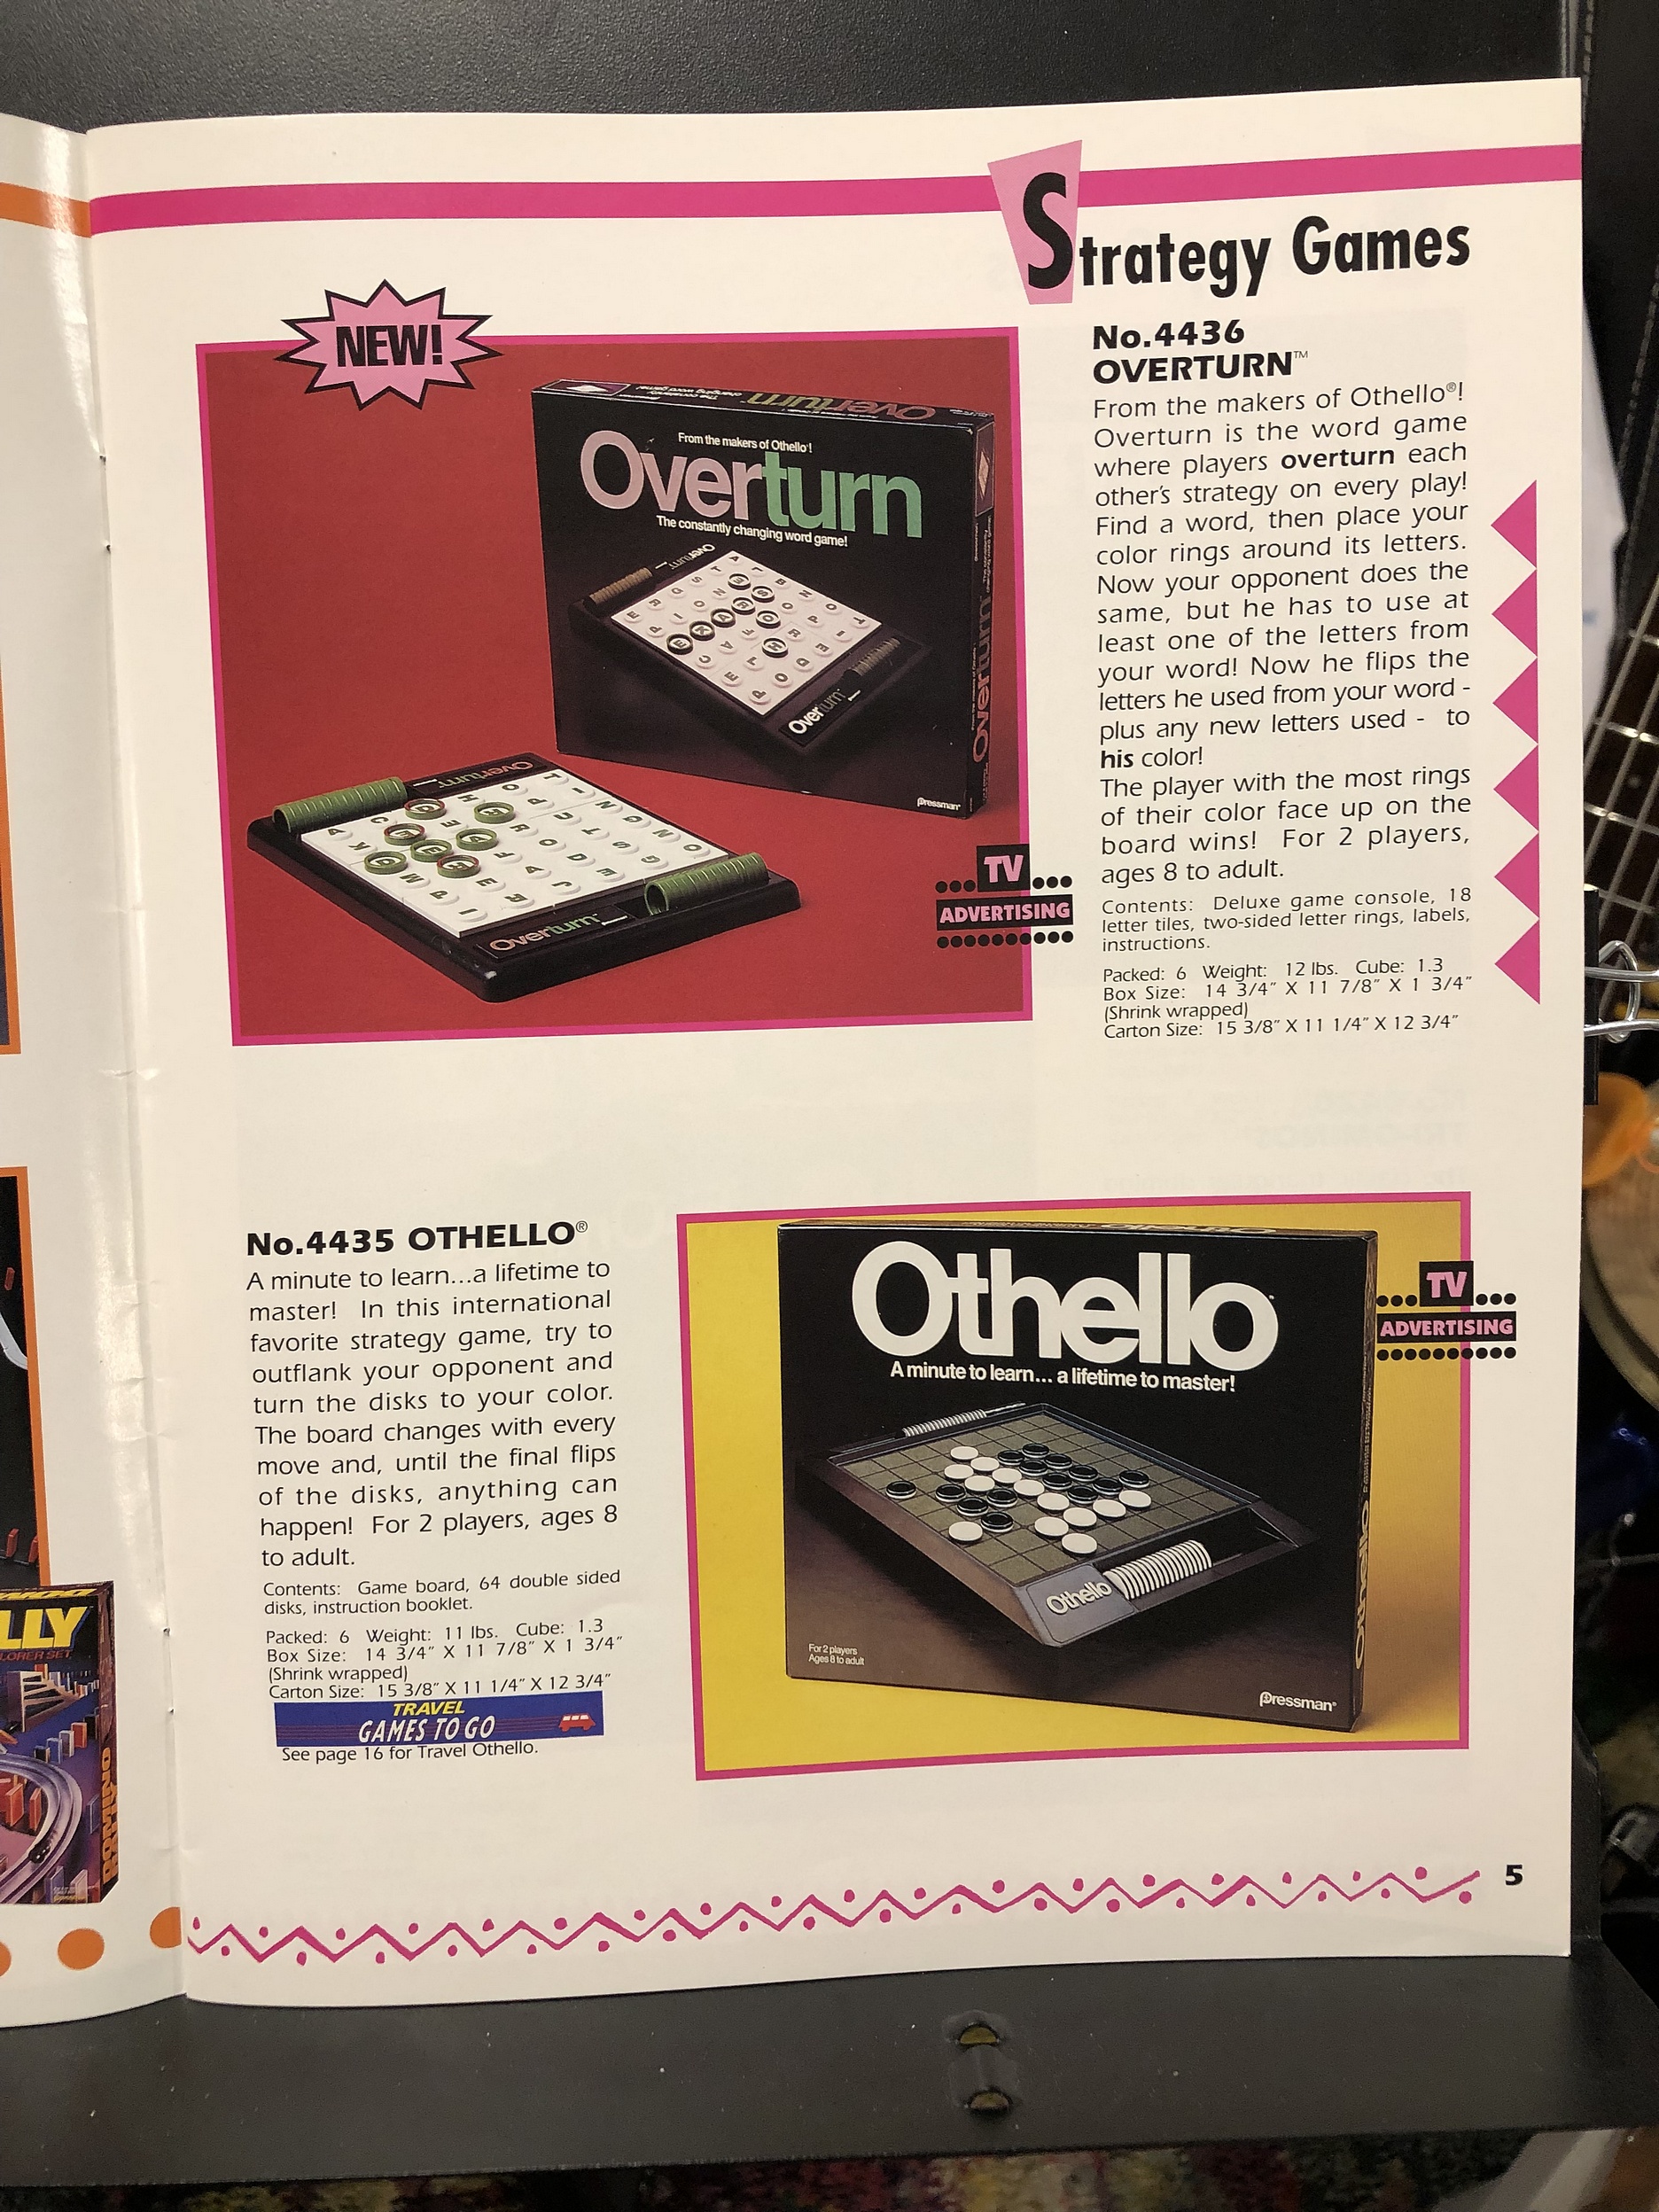 Strategy Games
NEW!
No.4436
OVERTURN™
From the makers of Othello®!
Overturn is the word game
where players overturn each
other's strategy on every play!
Find a word, then place your
color rings around its letters.
Now your opponent does the
same, but he has to use at
least one of the letters from
your word! Now he flips the
letters he used from your word -
plus any new letters used - to
his color!
The player with the most rings
of their color face up on the
board wins! For 2 players,
ages 8 to adult.
Contents: Deluxe game console, 18
letter tiles, two-sided letter rings, labels,
instructions.
Packed: 6 Weight: 12 lbs. Cube: 1.3
Box Size: 14 3/4" X 11 7/8" X 1 3/4"
(Shrink wrapped)
Carton Size: 15 3/8" X 11 1/4" X 12 3/4"
From the makers of Othello!
Overturn
The constantly changing word game!
Overturn
Overturn
Pressman
Overturn
Overturn
TV
ADVERTISING
No.4435 OTHELLO®
A minute to learn...a lifetime to
master! In this international
favorite strategy game, try to
outflank your opponent and
turn the disks to your color.
The board changes with every
move and, until the final flips
of the disks, anything can
happen! For 2 players, ages 8
to adult.
Contents: Game board, 64 double sided
disks, instruction booklet.
Packed: 6 Weight: 11 lbs. Cube: 1.3
Box Size: 14 3/4" X 11 7/8" X 1 3/4"
(Shrink wrapped)
Carton Size: 15 3/8" X 11 1/4" X 12 3/4"
TRAVEL
GAMES TO GO
See page 16 for Travel Othello.
Othello
A minute to learn... a lifetime to master!
Othello
Othello
For 2 players
Ages 8 to adult
Pressman®
TV
ADVERTISING
LLY
LORER SET
DOMINO
5